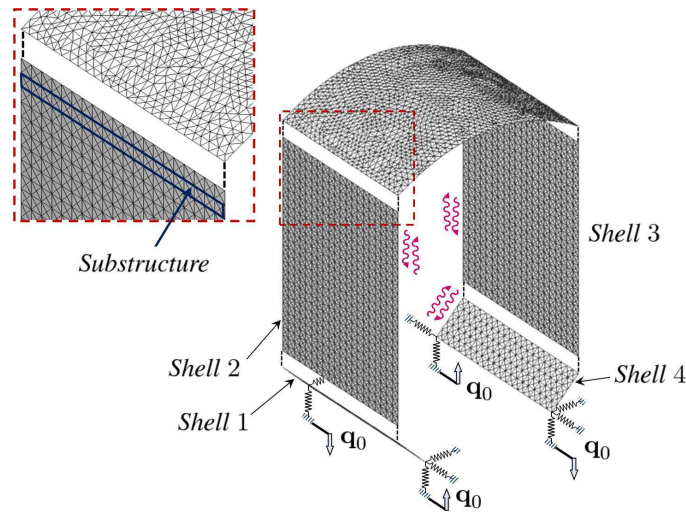 Substructure
Shell 3
Shell 2
Shell 4
q₀
Shell 1
q₀
q₀
q₀